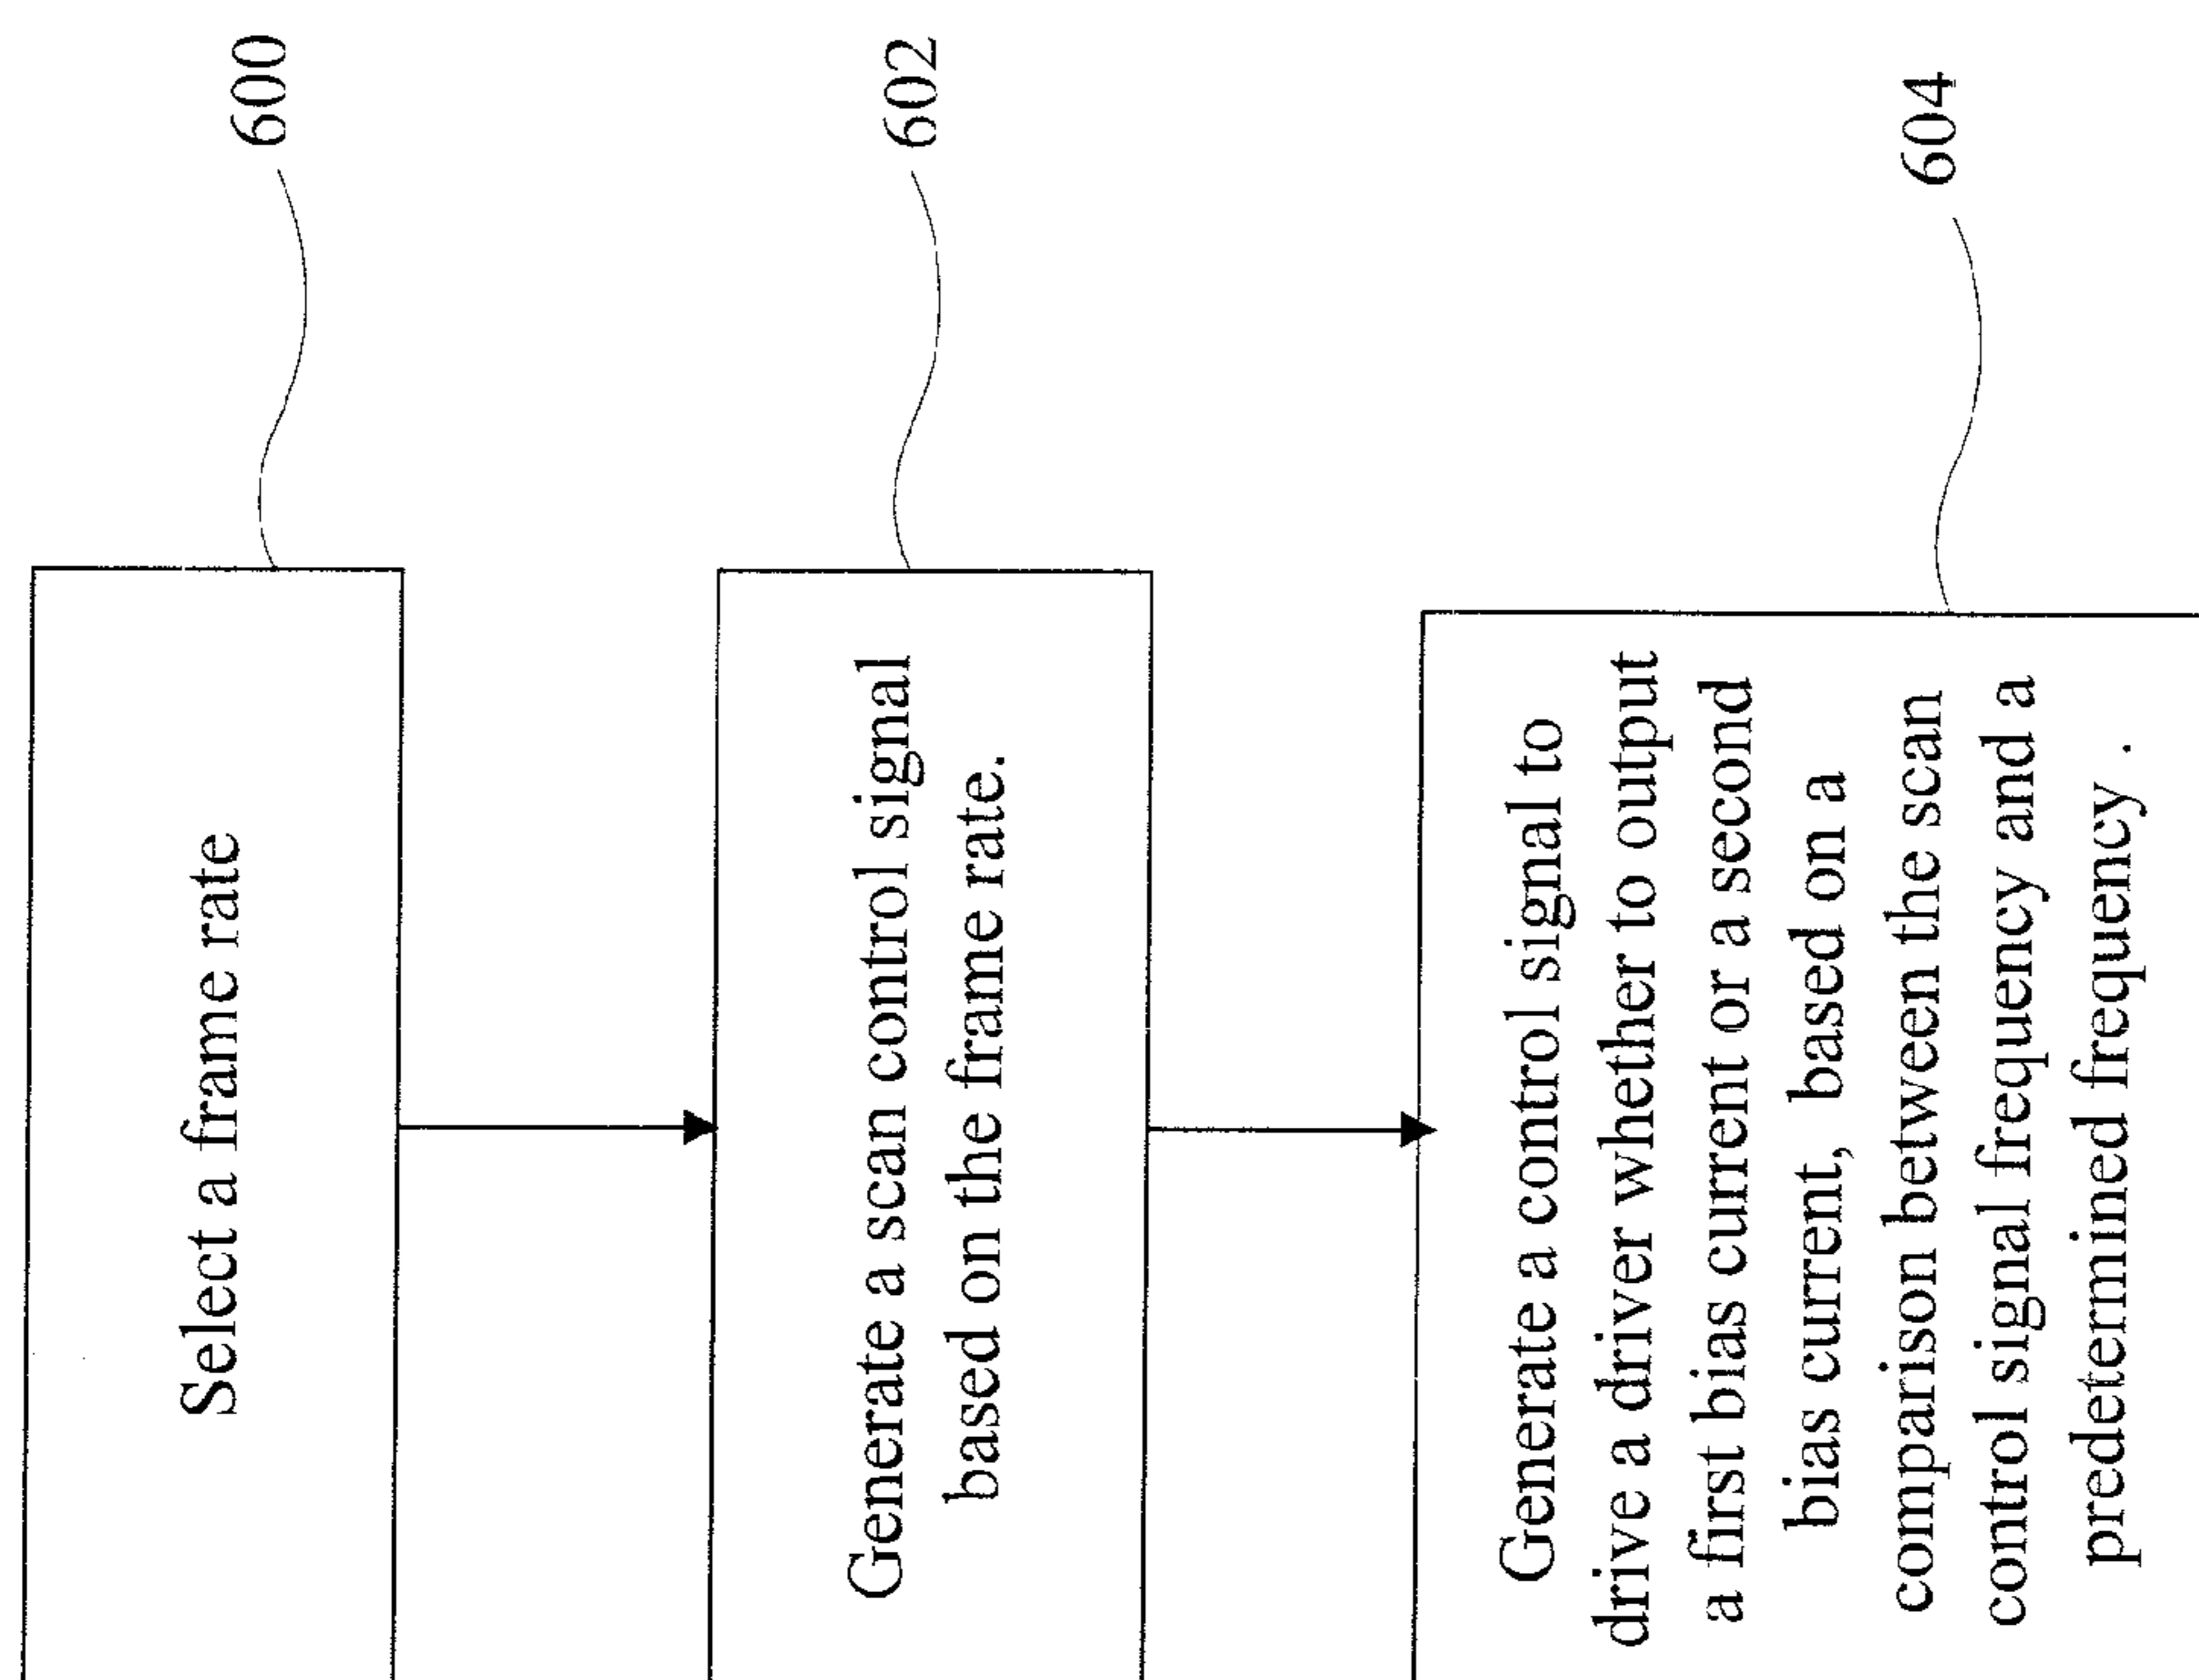 600
Select a frame rate
602
Generate a scan control signal
based on the frame rate.
604
Generate a control signal to
drive a driver whether to output
a first bias current or a second
bias current, based on a
comparison between the scan
control signal frequency and a
predetermined frequency .